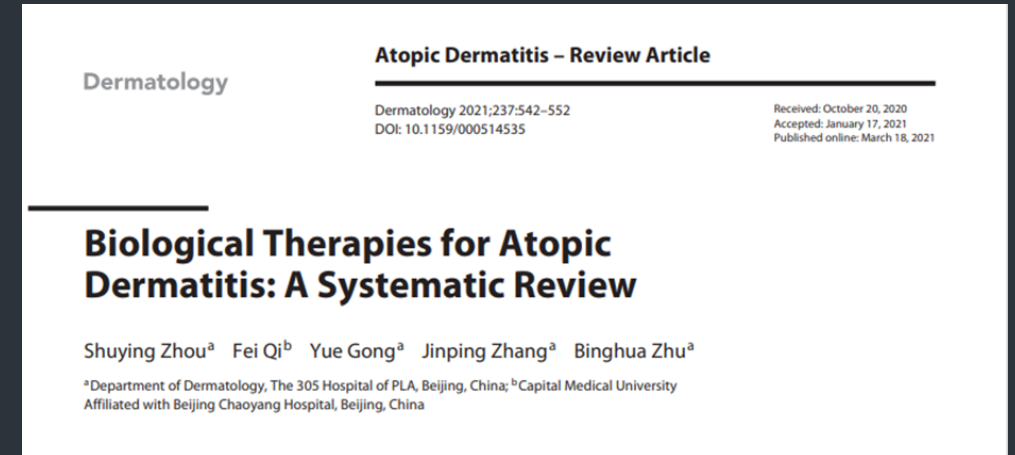 Atopic Dermatitis – Review Article
Dermatology
Dermatology 2021;237:542–552
DOI: 10.1159/000514535
Received: October 20, 2020
Accepted: January 17, 2021
Published online: March 18, 2021
Biological Therapies for Atopic
Dermatitis: A Systematic Review
Shuying Zhouᵃ Fei Qiᵇ Yue Gongᵃ Jinping Zhangᵃ Binghua Zhuᵃ
ᵃDepartment of Dermatology, The 305 Hospital of PLA, Beijing, China; ᵇCapital Medical University
Affiliated with Beijing Chaoyang Hospital, Beijing, China